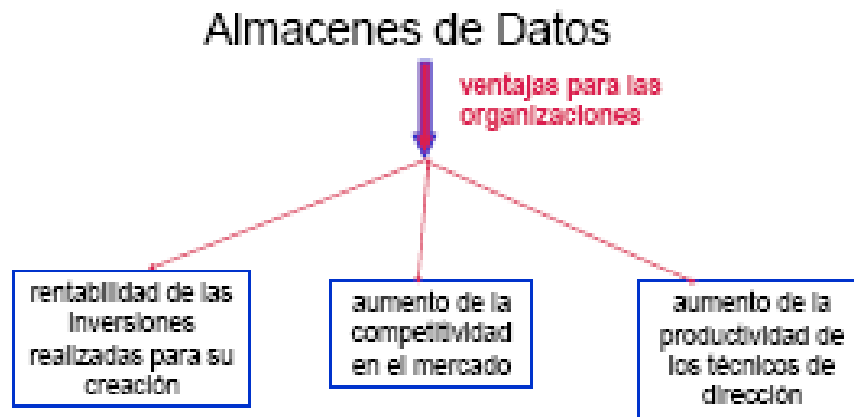 Almacenes de Datos
ventajas para las
organizaciones
rentabilidad de las
inversiones
realizadas para su
creación
aumento de la
competitividad
en el mercado
aumento de la
productividad de
los técnicos de
dirección